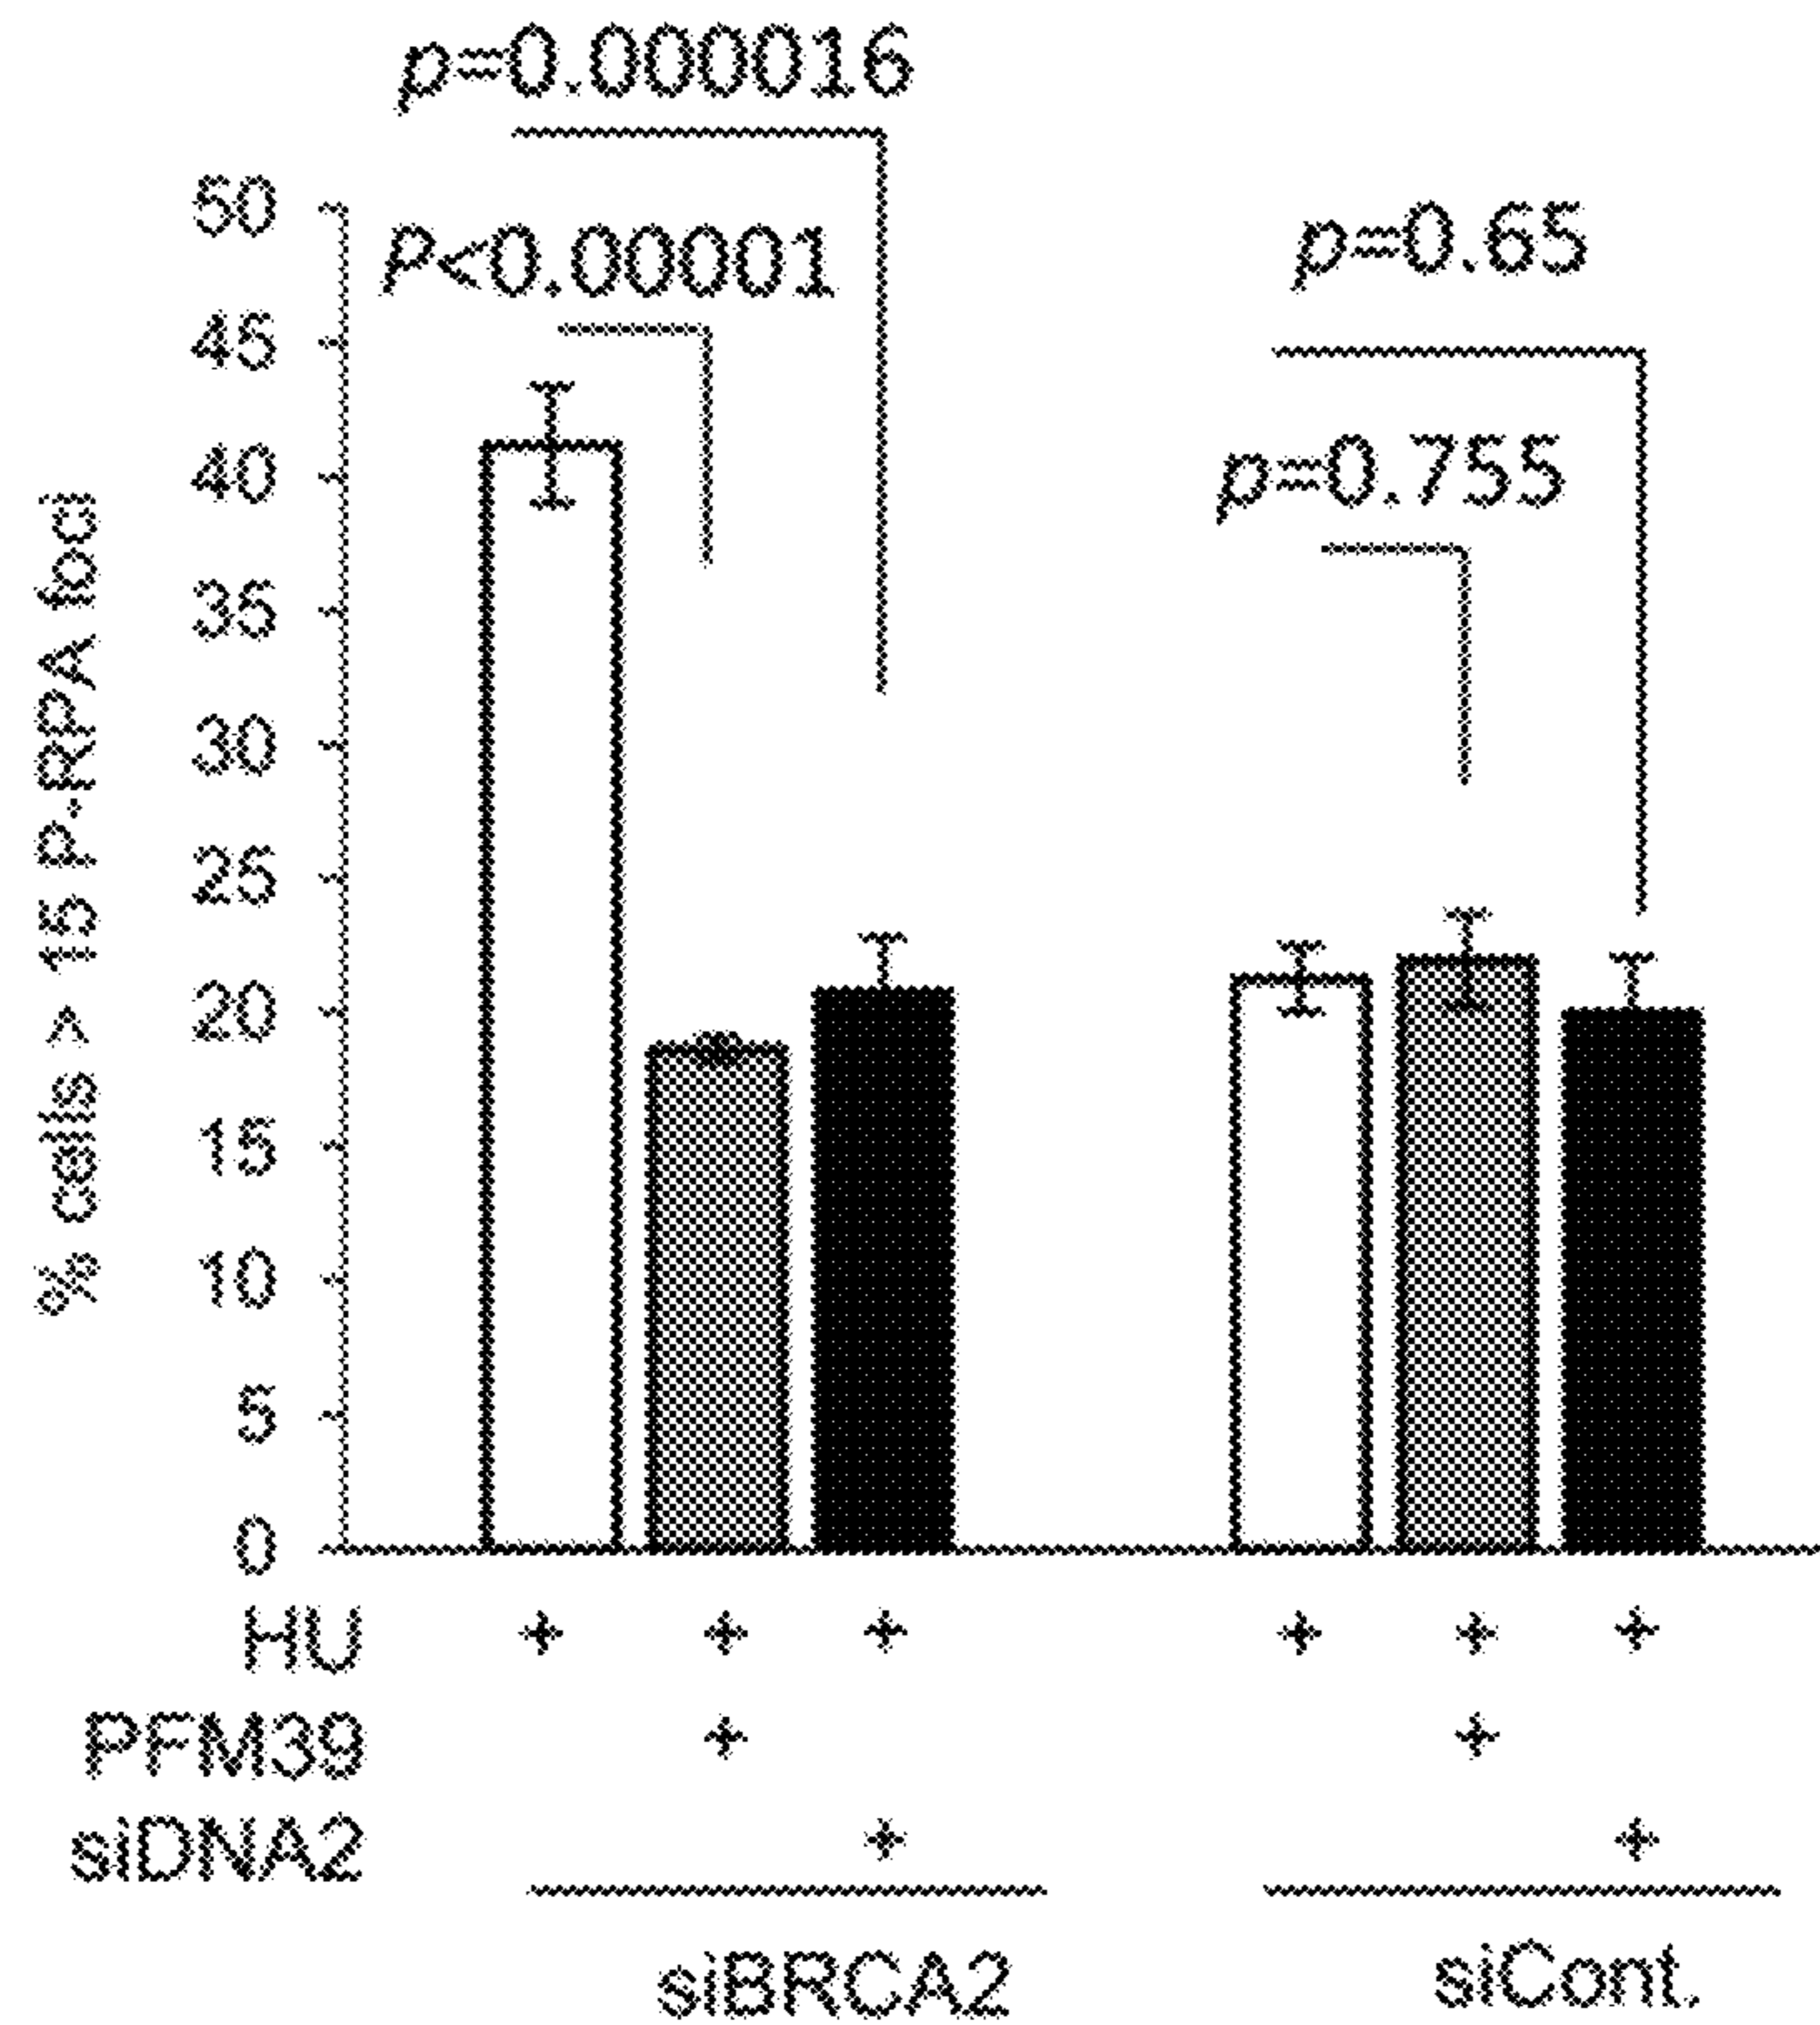 p=0.000016
P<0.00001
p=0.65
p=0.755
% cells > 15 P-RPA foci
50
45
40
35
30
25
20
15
10
5
0
HU + + + + + +
PFM39 + +
siDNA2 + +
siBRCA2 siCont.